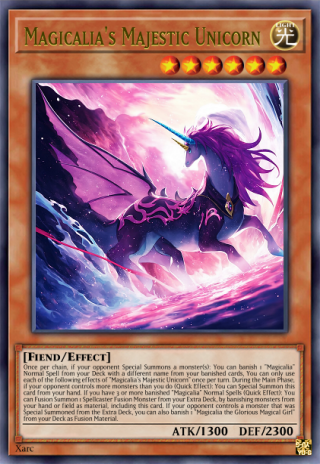 Magicalia's Majestic Unicorn
LIGHT
光
[Fiend/Effect]
Once per chain, if your opponent Special Summons a monster(s): You can banish 1 "Magicalia"
Normal Spell from your Deck with a different name from your banished cards. You can only use
each of the following effects of "Magicalia's Majestic Unicorn" once per turn. During the Main Phase,
if your opponent controls more monsters than you do (Quick Effect): You can Special Summon this
card from your hand. If you have 3 or more banished "Magicalia" Normal Spells (Quick Effect): You
can Fusion Summon 1 Spellcaster Fusion Monster from your Extra Deck, by banishing monsters from
your hand or field as material, including this card. If your opponent controls a monster that was
Special Summoned from the Extra Deck, you can also banish 1 "Magicalia the Glorious Magical Girl"
from your Deck as Fusion Material.
ATK/1300 DEF/2300
Xarc